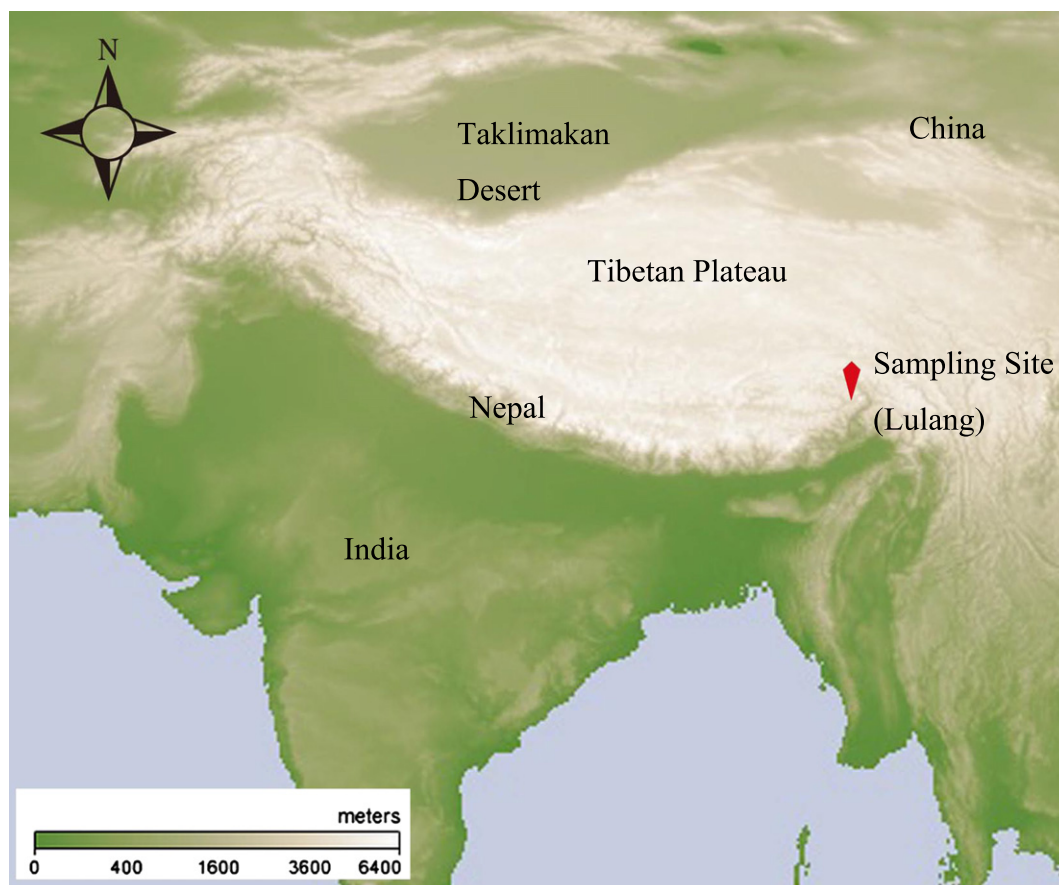 N
Taklimakan
Desert
China
Tibetan Plateau
Sampling Site
(Lulang)
Nepal
India
meters
0 400 1600 3600 6400